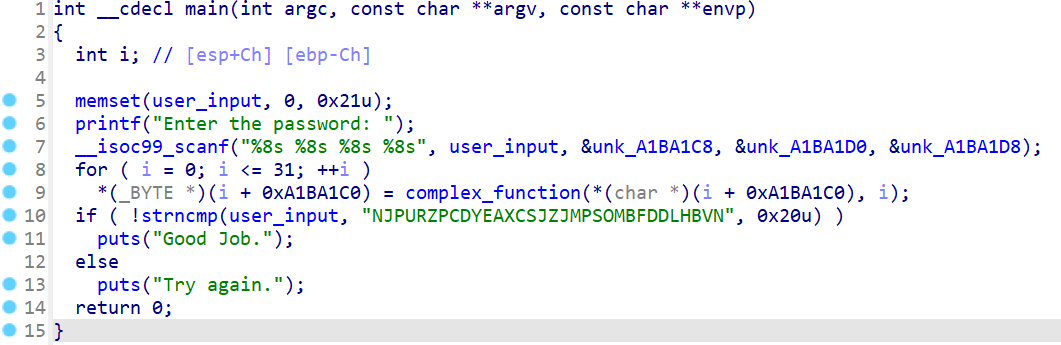 1 int __cdecl main(int argc, const char **argv, const char **envp)
2 {
3   int i; // [esp+Ch] [ebp-Ch]
4
5   memset(user_input, 0, 0x21u);
6   printf("Enter the password: ");
7   __isoc99_scanf("%8s %8s %8s %8s", user_input, &unk_A1BA1C8, &unk_A1BA1D0, &unk_A1BA1D8);
8   for ( i = 0; i <= 31; ++i )
9     *(_BYTE *)(i + 0xA1BA1C0) = complex_function(*(char *)(i + 0xA1BA1C0), i);
10   if ( !strncmp(user_input, "NJPURZPCDYEAXCSJZJMPSOMBFDDLHBVN", 0x20u) )
11     puts("Good Job.");
12   else
13     puts("Try again.");
14   return 0;
15 }